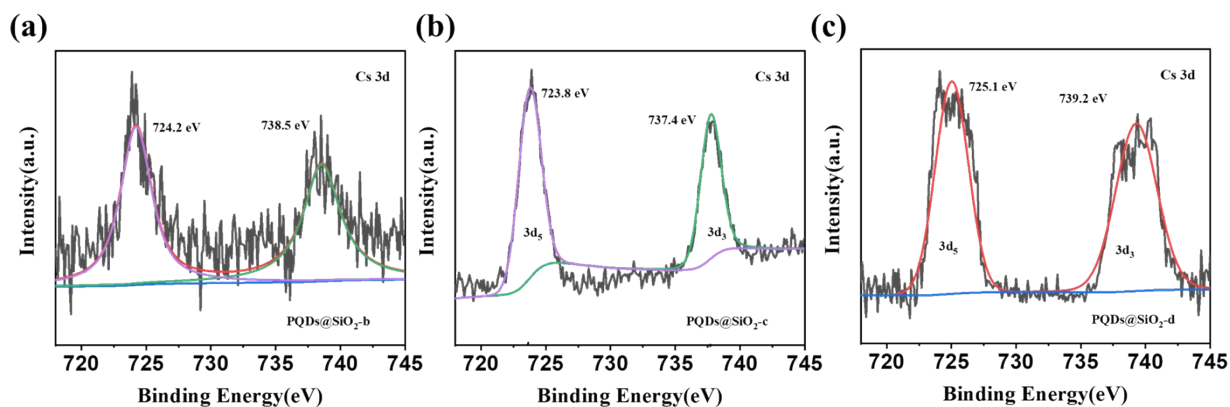 (a)
Cs 3d
724.2 eV
738.5 eV
PQDs@SiO₂-b
Intensity(a.u.)
720 725 730 735 740 745
Binding Energy(eV)
(b)
Cs 3d
723.8 eV
737.4 eV
3d₅
3d₃
PQDs@SiO₂-c
Intensity(a.u.)
720 725 730 735 740 745
Binding Energy(eV)
(c)
Cs 3d
725.1 eV
739.2 eV
3d₅
3d₃
PQDs@SiO₂-d
Intensity(a.u.)
720 725 730 735 740 745
Binding Energy(eV)